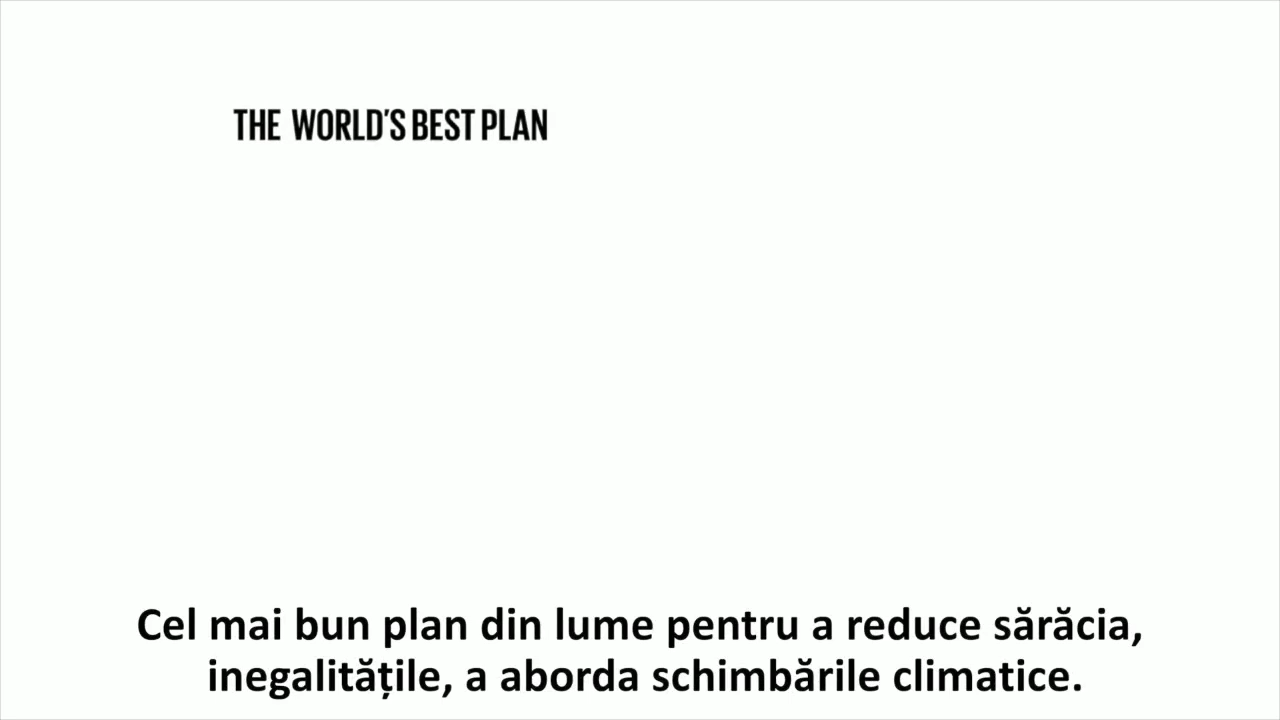 THE WORLD'S BEST PLAN
Cel mai bun plan din lume pentru a reduce sărăcia,
inegalitățile, a aborda schimbările climatice.